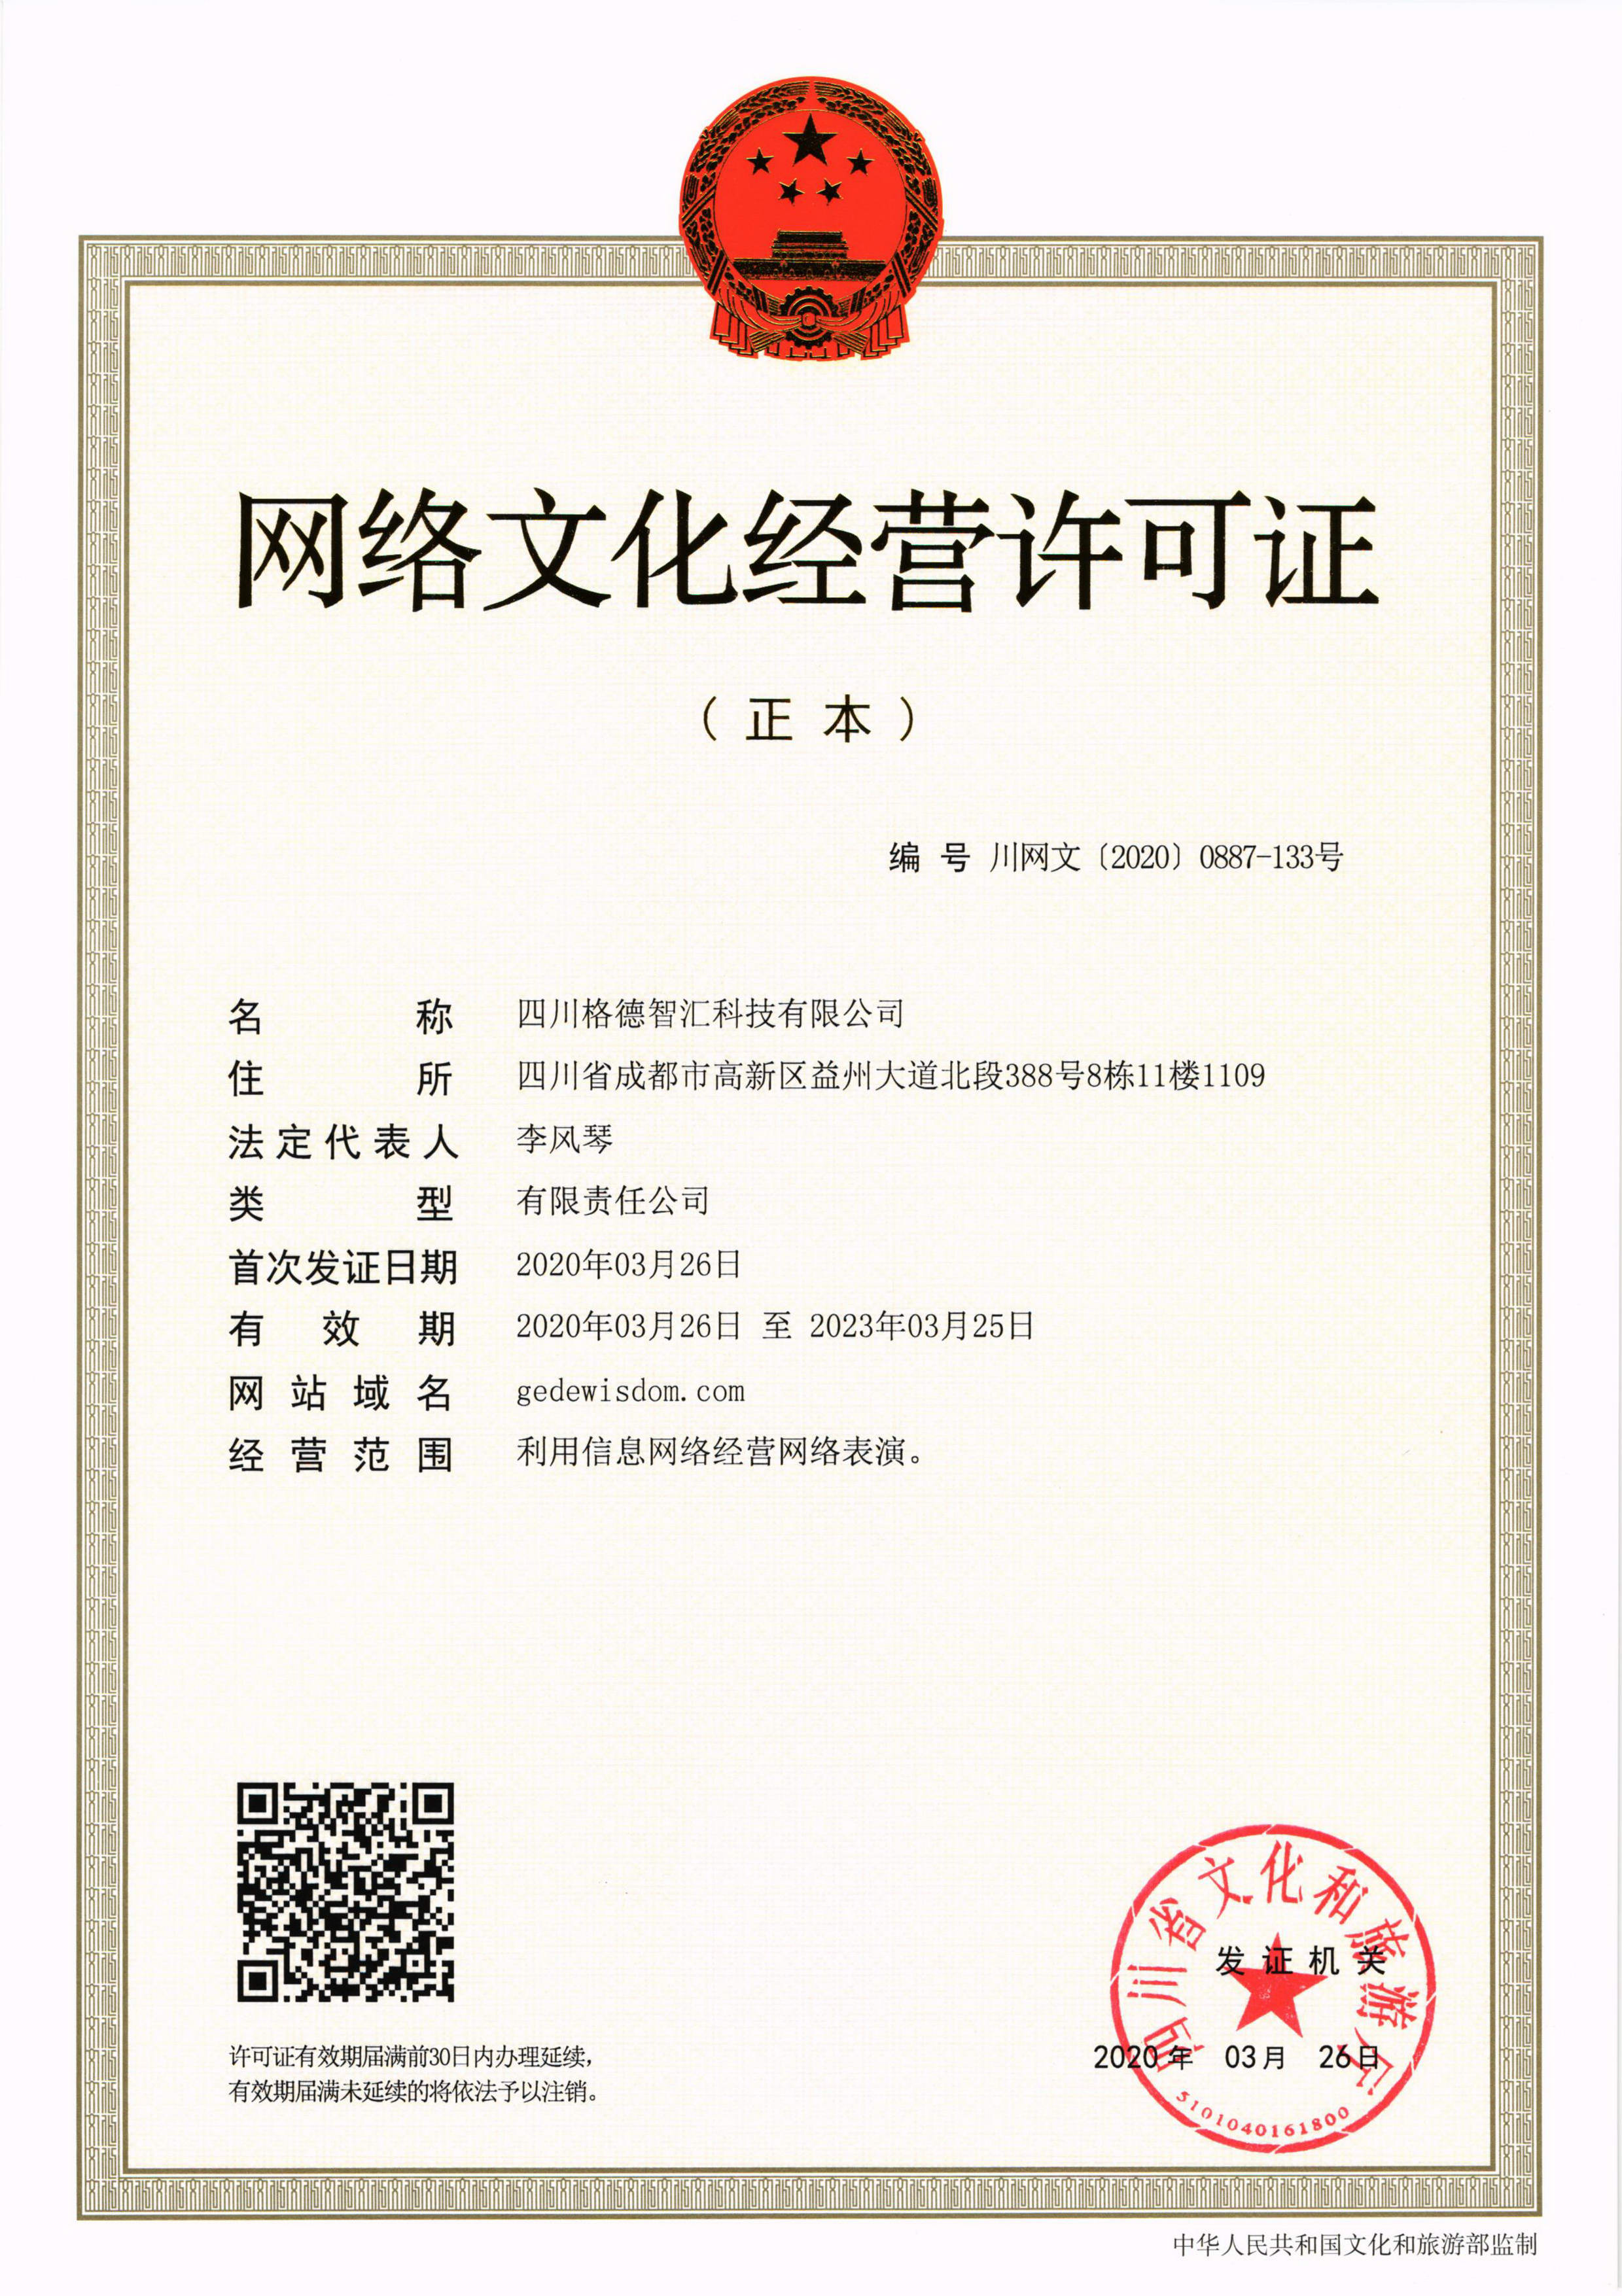 网络文化经营许可证
（正本）
编号 川网文〔2020〕0887-133号
名称 四川格德智汇科技有限公司
住所 四川省成都市高新区益州大道北段388号8栋11楼1109
法定代表人 李风琴
类型 有限责任公司
首次发证日期 2020年03月26日
有效期 2020年03月26日 至 2023年03月25日
网站域名 gedewisdom.com
经营范围 利用信息网络经营网络表演。
四川省文化和旅游厅
发证机关
2020年 03月 26日
5101040161800
许可证有效期届满前30日内办理延续，
有效期届满未延续的将依法予以注销。
中华人民共和国文化和旅游部监制